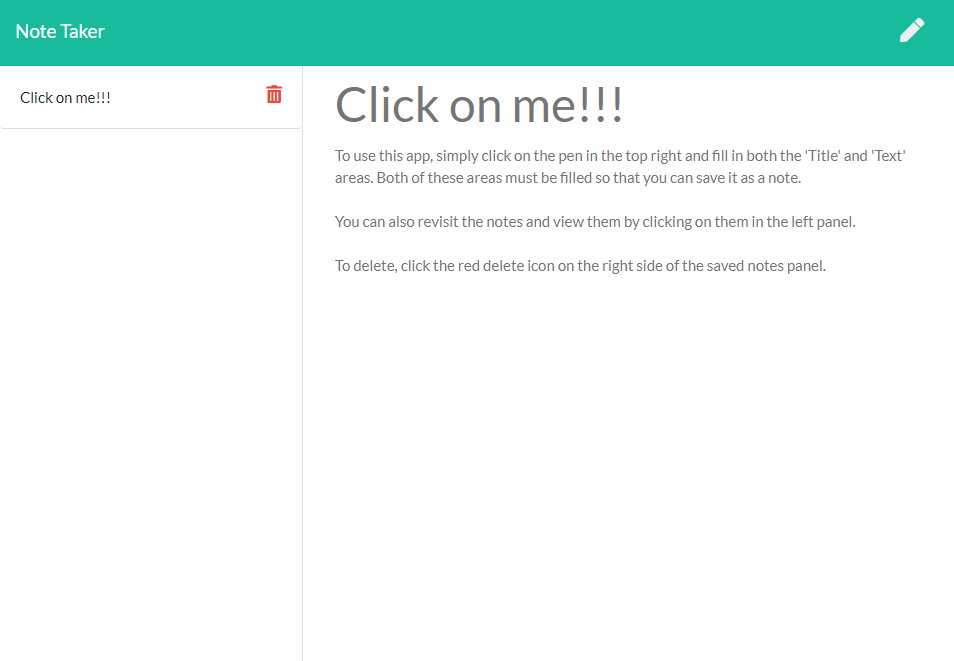 Note Taker
Click on me!!!
Click on me!!!
To use this app, simply click on the pen in the top right and fill in both the 'Title' and 'Text'
areas. Both of these areas must be filled so that you can save it as a note.
You can also revisit the notes and view them by clicking on them in the left panel.
To delete, click the red delete icon on the right side of the saved notes panel.